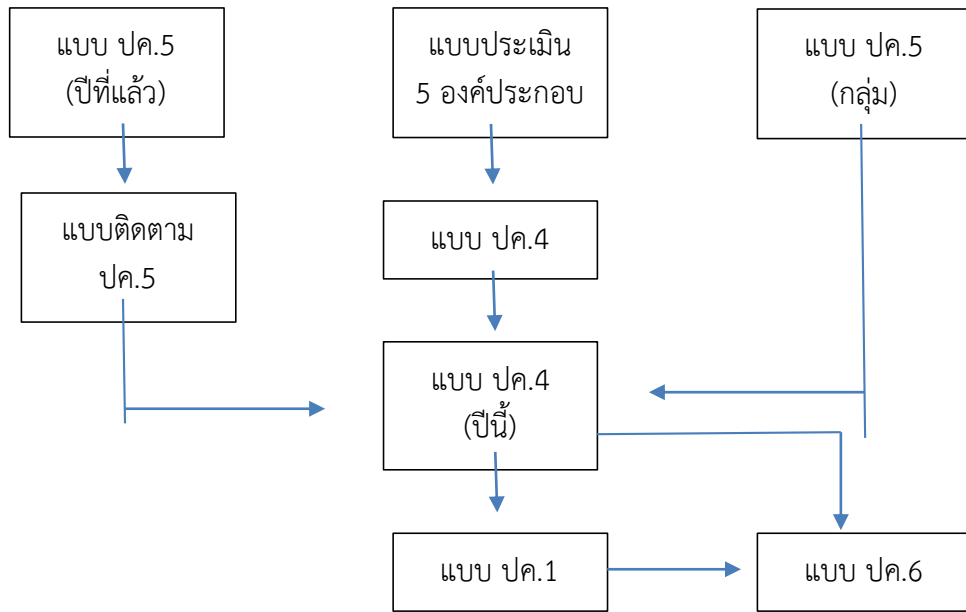 แบบ ปค.5
(ปีที่แล้ว)
แบบประเมิน
5 องค์ประกอบ
แบบ ปค.5
(กลุ่ม)
แบบติดตาม
ปค.5
แบบ ปค.4
แบบ ปค.4
(ปีนี้)
แบบ ปค.1
แบบ ปค.6